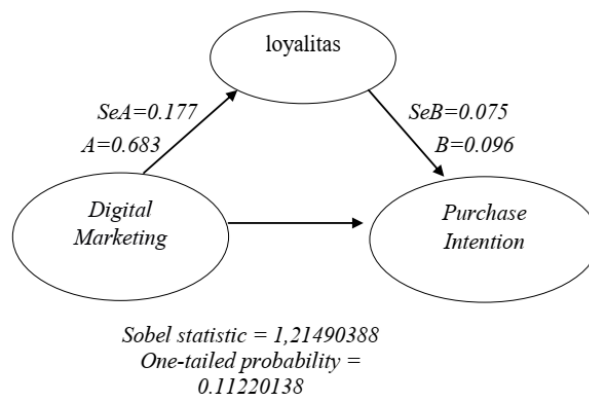 loyalitas
SeA=0.177
A=0.683
SeB=0.075
B=0.096
Digital
Marketing
Purchase
Intention
Sobel statistic = 1,21490388
One-tailed probability =
0.11220138